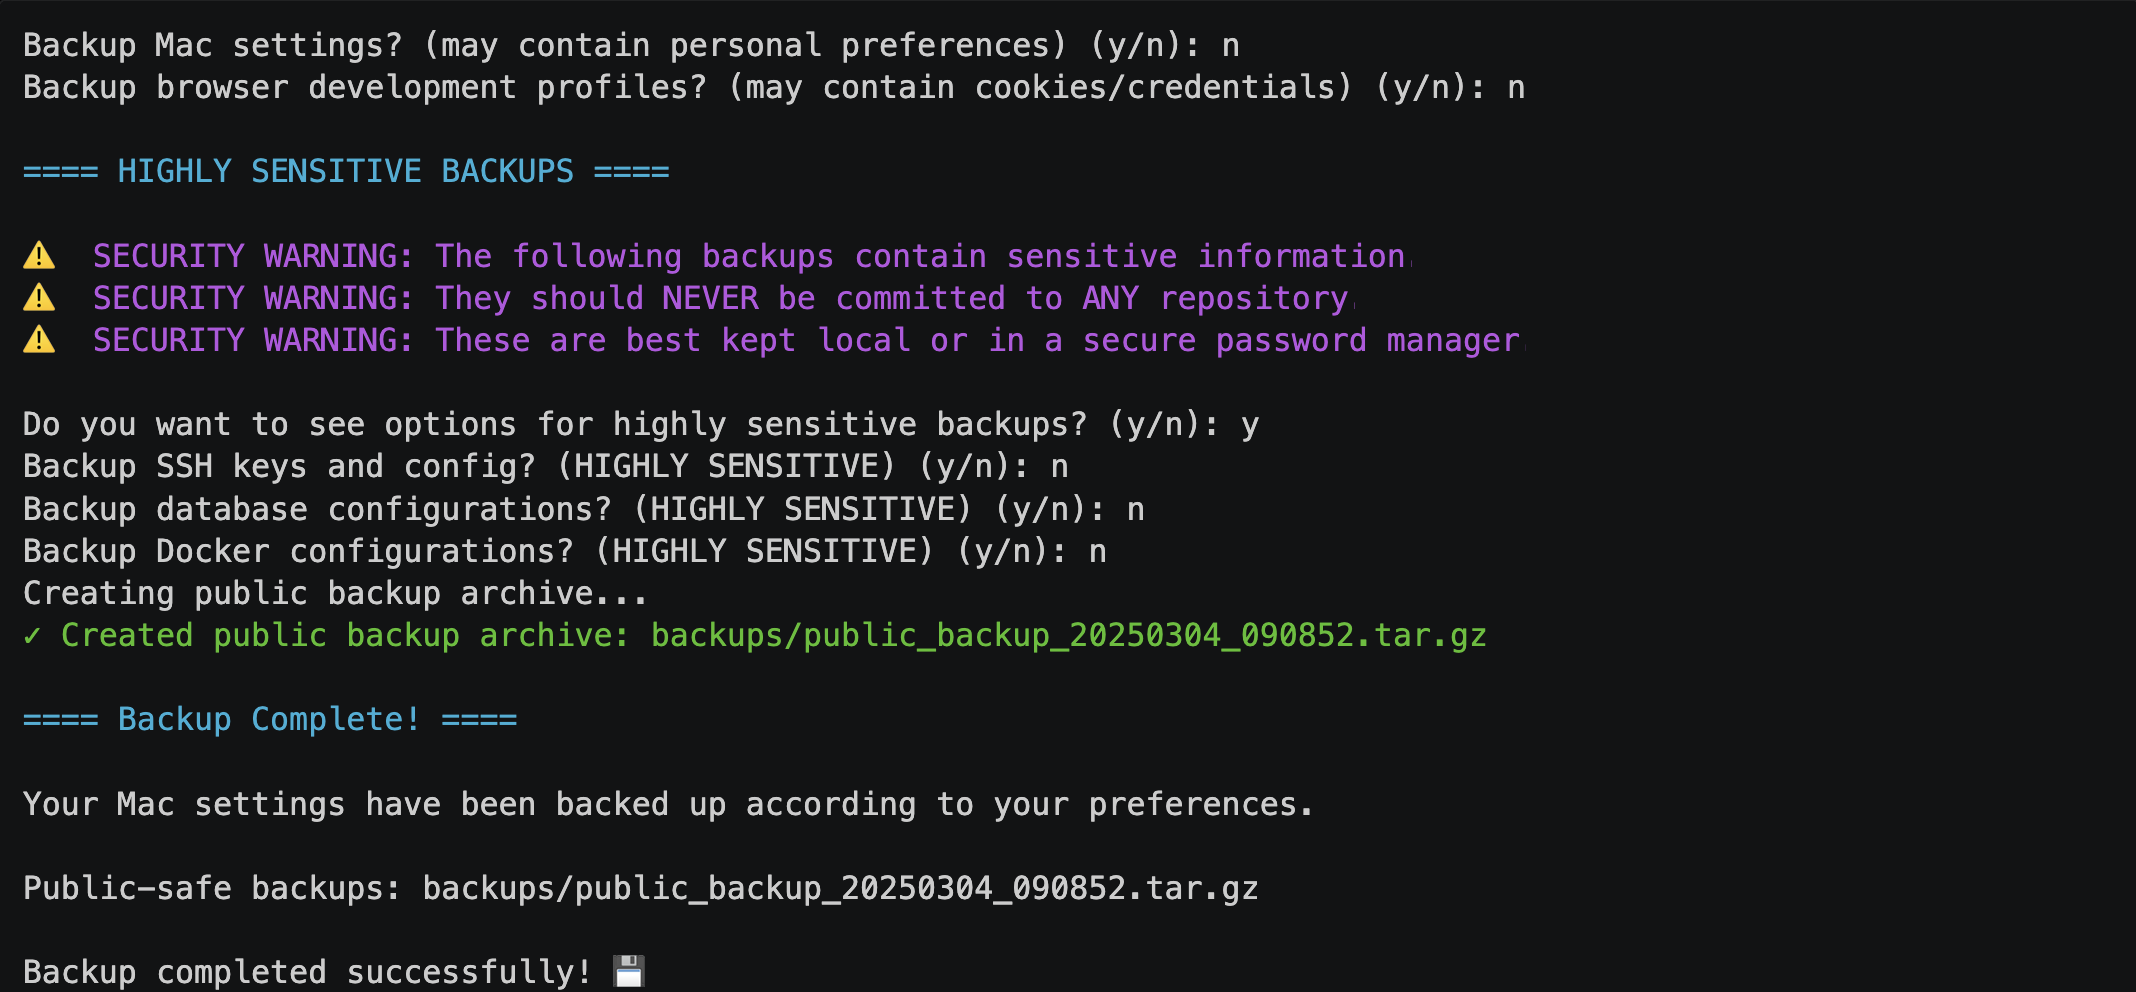 Backup Mac settings? (may contain personal preferences) (y/n): n
Backup browser development profiles? (may contain cookies/credentials) (y/n): n
==== HIGHLY SENSITIVE BACKUPS ====
⚠️ SECURITY WARNING: The following backups contain sensitive information.
⚠️ SECURITY WARNING: They should NEVER be committed to ANY repository.
⚠️ SECURITY WARNING: These are best kept local or in a secure password manager.
Do you want to see options for highly sensitive backups? (y/n): y
Backup SSH keys and config? (HIGHLY SENSITIVE) (y/n): n
Backup database configurations? (HIGHLY SENSITIVE) (y/n): n
Backup Docker configurations? (HIGHLY SENSITIVE) (y/n): n
Creating public backup archive...
✓ Created public backup archive: backups/public_backup_20250304_090852.tar.gz
==== Backup Complete! ====
Your Mac settings have been backed up according to your preferences.
Public-safe backups: backups/public_backup_20250304_090852.tar.gz
Backup completed successfully! 💾